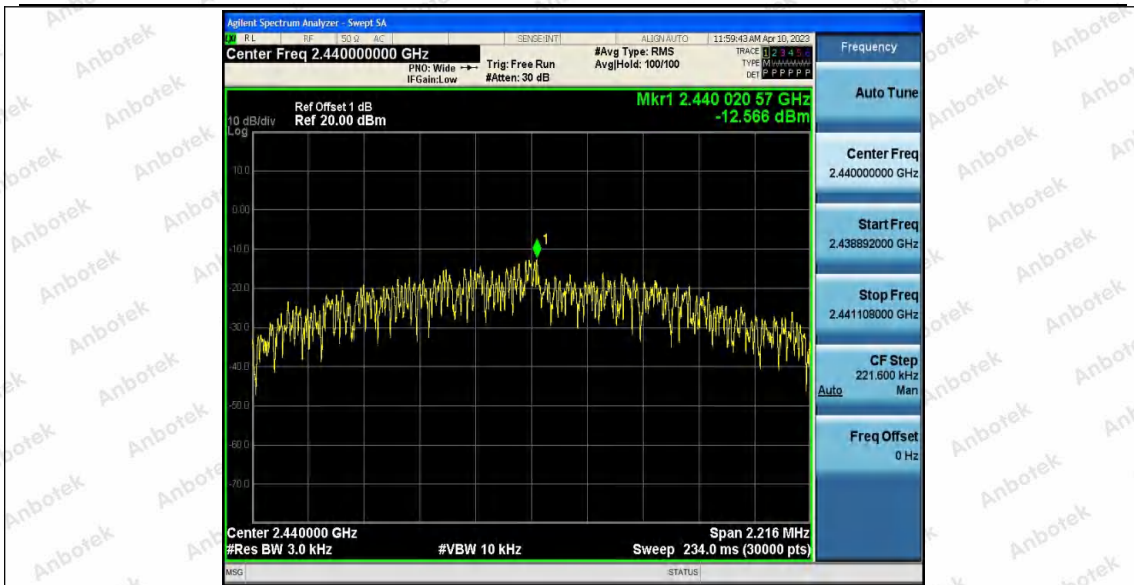 Agilent Spectrum Analyzer - Swept SA
RL RF 50 Ω AC SENSE:INT ALIGN AUTO 11:59:43 AM Apr 10, 2023
Center Freq 2.440000000 GHz
PNO: Wide
IFGain:Low
Trig: Free Run
#Atten: 30 dB
#Avg Type: RMS
Avg|Hold: 100/100
TRACE 1 2 3 4 5 6
TYPE M
DET P P P P P P
Mkr1 2.440 020 57 GHz
-12.566 dBm
Ref Offset 1 dB
10 dB/div Ref 20.00 dBm
Log
10.0
0.00
-10.0
-20.0
-30.0
-40.0
-50.0
-60.0
-70.0
1
Center 2.440000 GHz Span 2.216 MHz
#Res BW 3.0 kHz #VBW 10 kHz Sweep 234.0 ms (30000 pts)
MSG STATUS
Frequency
Auto Tune
Center Freq
2.440000000 GHz
Start Freq
2.438892000 GHz
Stop Freq
2.441108000 GHz
CF Step
221.600 kHz
Auto Man
Freq Offset
0 Hz
Anbotek